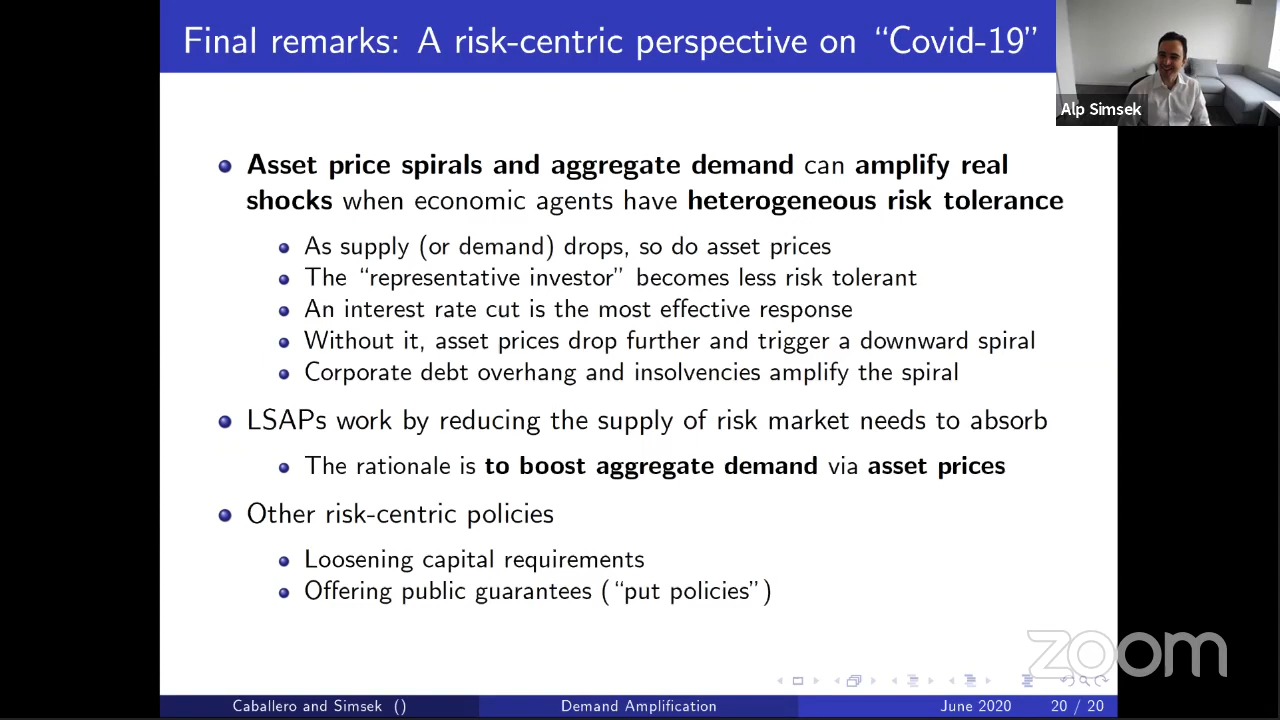 Final remarks: A risk-centric perspective on “Covid-19”
Alp Simsek
Asset price spirals and aggregate demand can amplify real
shocks when economic agents have heterogeneous risk tolerance
As supply (or demand) drops, so do asset prices
The “representative investor” becomes less risk tolerant
An interest rate cut is the most effective response
Without it, asset prices drop further and trigger a downward spiral
Corporate debt overhang and insolvencies amplify the spiral
LSAPs work by reducing the supply of risk market needs to absorb
The rationale is to boost aggregate demand via asset prices
Other risk-centric policies
Loosening capital requirements
Offering public guarantees (“put policies”)
zoom
Caballero and Simsek ()
Demand Amplification
June 2020
20 / 20